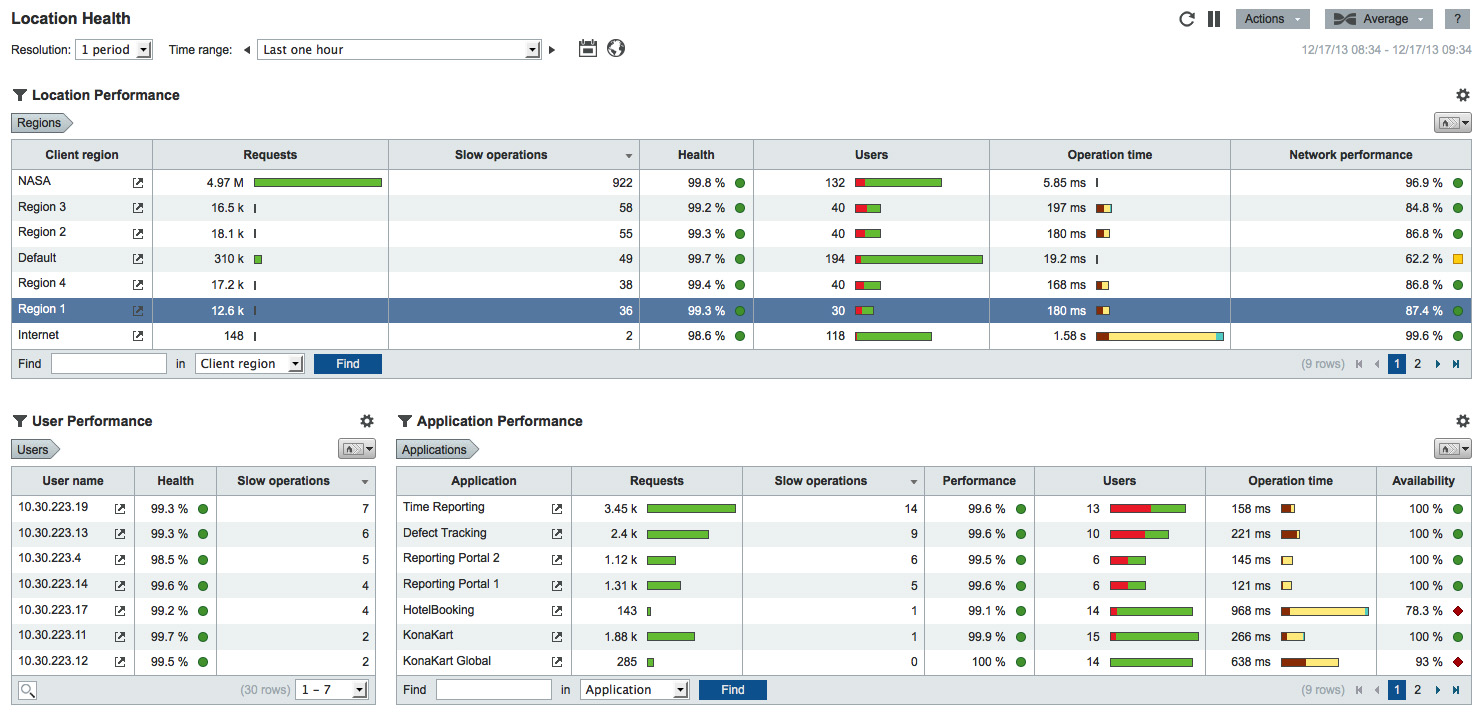 Location Health
Actions
Average
?
Resolution: 1 period Time range: Last one hour
12/17/13 08:34 - 12/17/13 09:34
Location Performance
Regions
Client region Requests Slow operations Health Users Operation time Network performance
NASA 4.97 M 922 99.8 % 132 5.85 ms 96.9 %
Region 3 16.5 k 58 99.2 % 40 197 ms 84.8 %
Region 2 18.1 k 55 99.3 % 40 180 ms 86.8 %
Default 310 k 49 99.7 % 194 19.2 ms 62.2 %
Region 4 17.2 k 38 99.4 % 40 168 ms 86.8 %
Region 1 12.6 k 36 99.3 % 30 180 ms 87.4 %
Internet 148 2 98.6 % 118 1.58 s 99.6 %
Find in Client region Find (9 rows) 1 2
User Performance
Users
User name Health Slow operations
10.30.223.19 99.3 % 7
10.30.223.13 99.3 % 6
10.30.223.4 98.5 % 5
10.30.223.14 99.6 % 4
10.30.223.17 99.2 % 4
10.30.223.11 99.7 % 2
10.30.223.12 99.5 % 2
(30 rows) 1 – 7
Application Performance
Applications
Application Requests Slow operations Performance Users Operation time Availability
Time Reporting 3.45 k 14 99.6 % 13 158 ms 100 %
Defect Tracking 2.4 k 9 99.6 % 10 221 ms 100 %
Reporting Portal 2 1.12 k 6 99.5 % 6 145 ms 100 %
Reporting Portal 1 1.31 k 5 99.6 % 6 121 ms 100 %
HotelBooking 143 1 99.1 % 14 968 ms 78.3 %
KonaKart 1.88 k 1 99.9 % 15 266 ms 100 %
KonaKart Global 285 0 100 % 14 638 ms 93 %
Find in Application Find (9 rows) 1 2